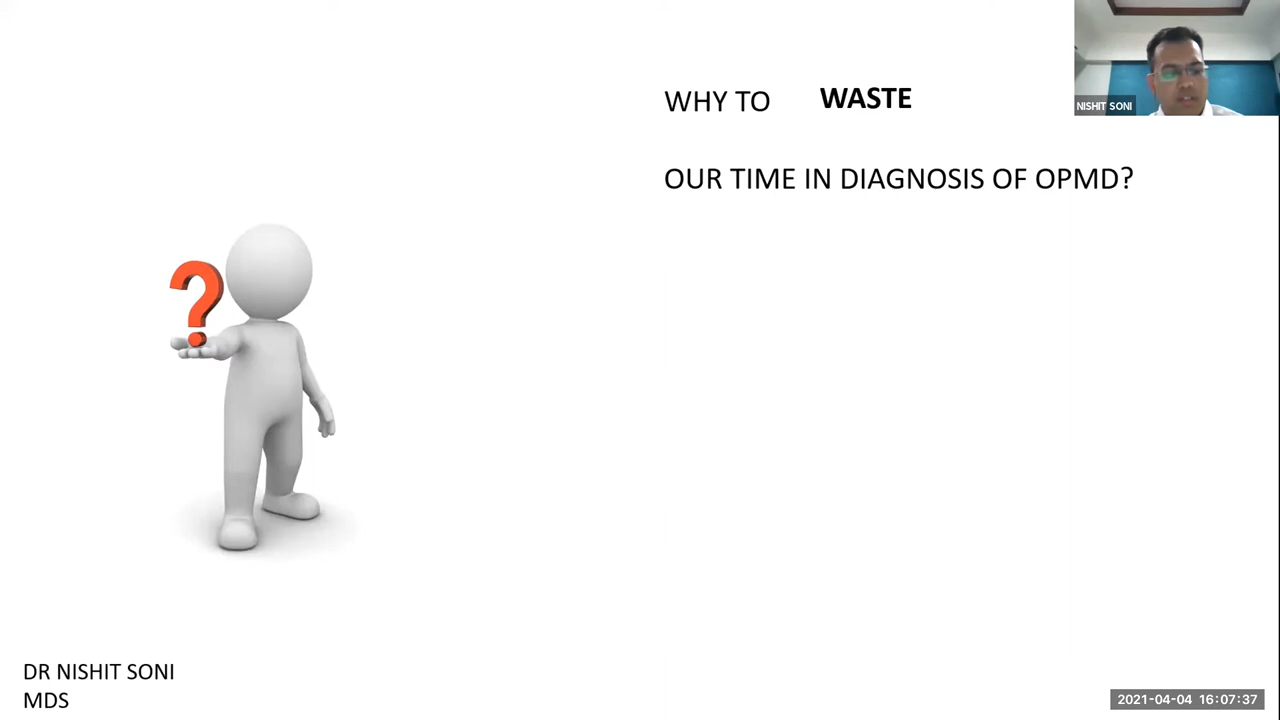 NISHIT SONI
WHY TO WASTE
OUR TIME IN DIAGNOSIS OF OPMD?
?
DR NISHIT SONI
MDS
2021-04-04 16:07:37